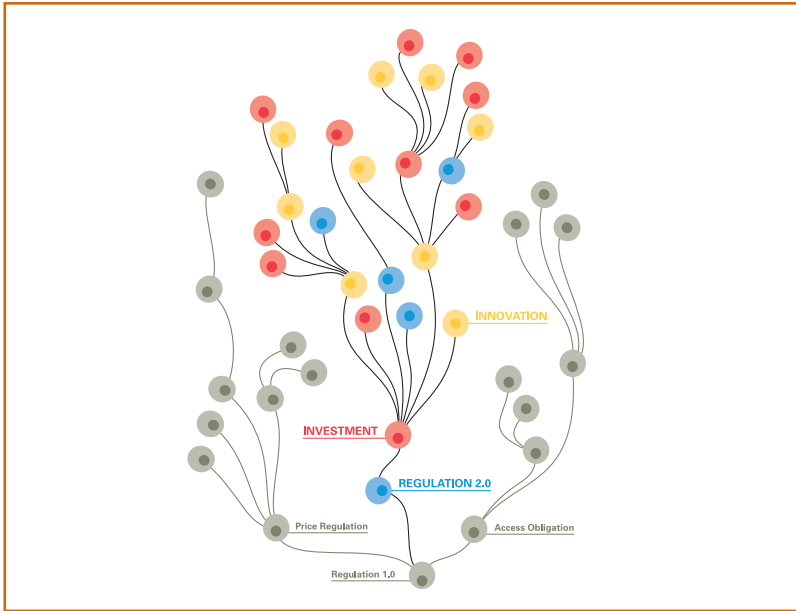 INNOVATION
INVESTMENT
REGULATION 2.0
Price Regulation
Access Obligation
Regulation 1.0